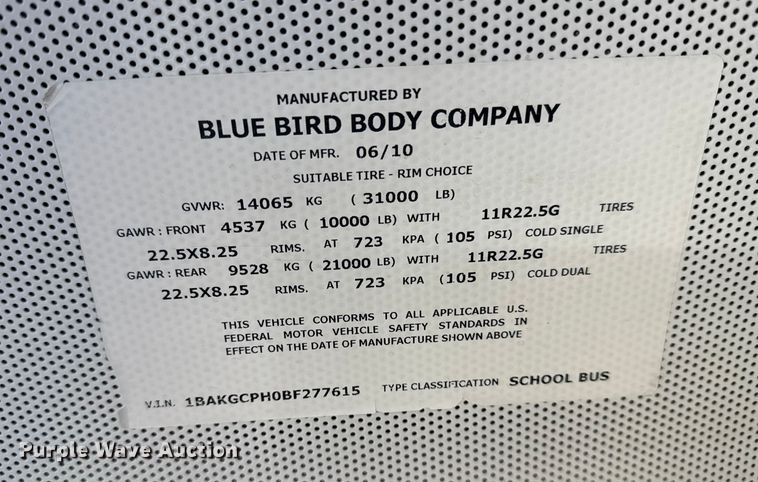 MANUFACTURED BY
BLUE BIRD BODY COMPANY
DATE OF MFR. 06/10
SUITABLE TIRE - RIM CHOICE
GVWR: 14065 KG ( 31000 LB)
GAWR : FRONT 4537 KG ( 10000 LB) WITH 11R22.5G TIRES
22.5X8.25 RIMS. AT 723 KPA ( 105 PSI) COLD SINGLE
GAWR : REAR 9528 KG ( 21000 LB) WITH 11R22.5G TIRES
22.5X8.25 RIMS. AT 723 KPA (105 PSI) COLD DUAL
THIS VEHICLE CONFORMS TO ALL APPLICABLE U.S.
FEDERAL MOTOR VEHICLE SAFETY STANDARDS IN
EFFECT ON THE DATE OF MANUFACTURE SHOWN ABOVE
V.I.N. 1BAKGCPH0BF277615 TYPE CLASSIFICATION SCHOOL BUS
Purple Wave Auction